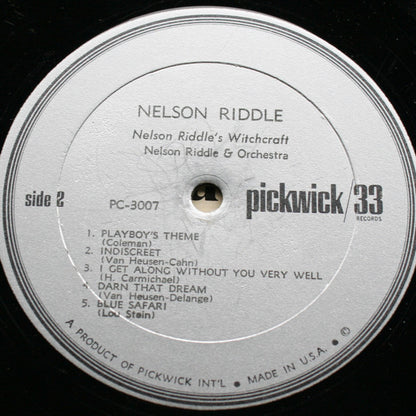 NELSON RIDDLE
Nelson Riddle's Witchcraft
Nelson Riddle & Orchestra
side 2
PC-3007
pickwick/33
RECORDS
1. PLAYBOY'S THEME
(Coleman)
2. INDISCREET
(Van Heusen-Cahn)
3. I GET ALONG WITHOUT YOU VERY WELL
(H. Carmichael)
4. DARN THAT DREAM
(Van Heusen-Delange)
5. BLUE SAFARI
(Lou Stein)
A PRODUCT OF PICKWICK INT'L • MADE IN U.S.A. • ©